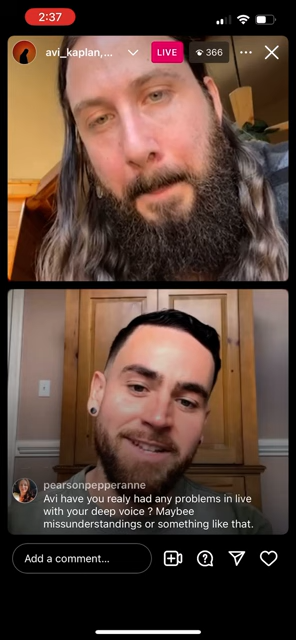 2:37
avi_kaplan,...
LIVE
366
pearsonpepperanne
Avi have you realy had any problems in live
with your deep voice ? Maybee
missunderstandings or something like that.
Add a comment...